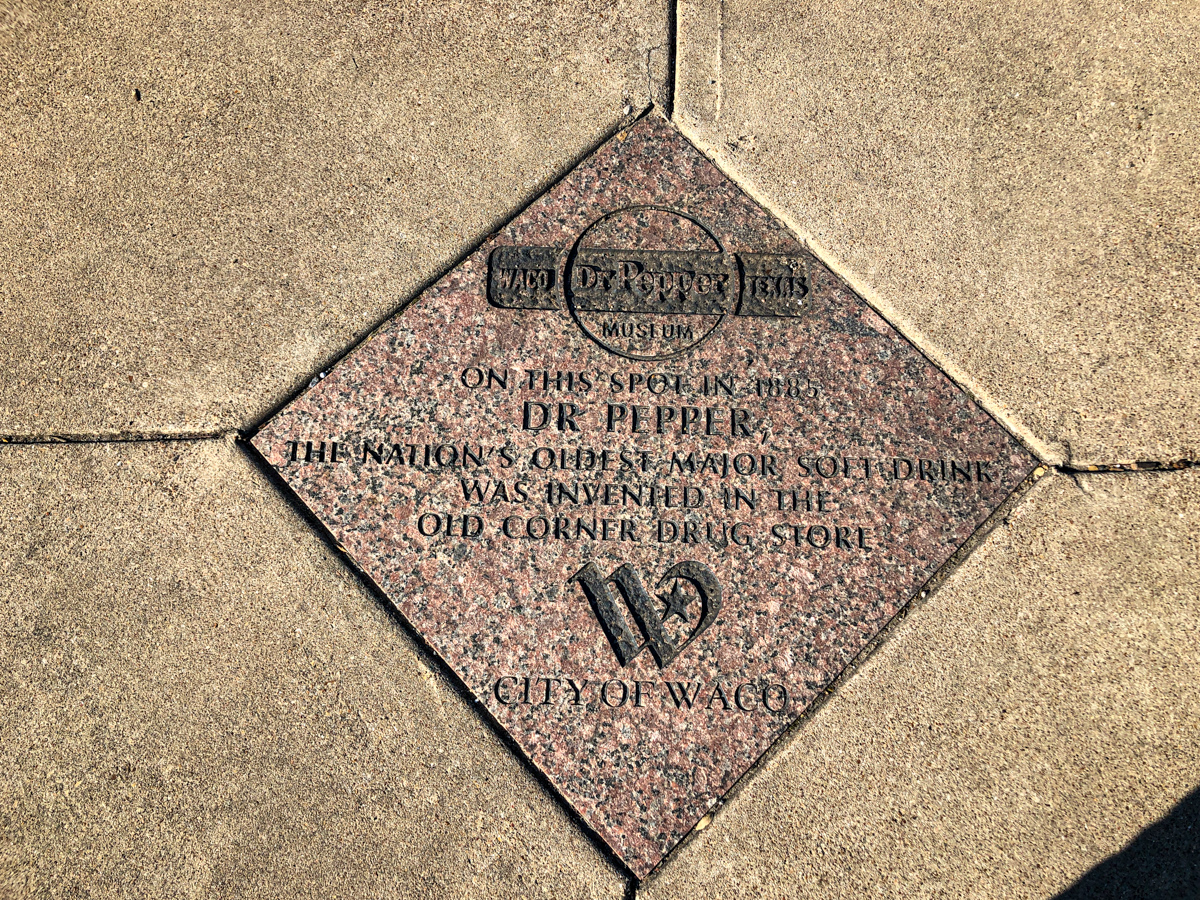 WACO Dr Pepper TEXAS
MUSEUM
ON THIS SPOT IN 1885
DR PEPPER,
THE NATION'S OLDEST MAJOR SOFT DRINK
WAS INVENTED IN THE
OLD CORNER DRUG STORE
W
CITY OF WACO